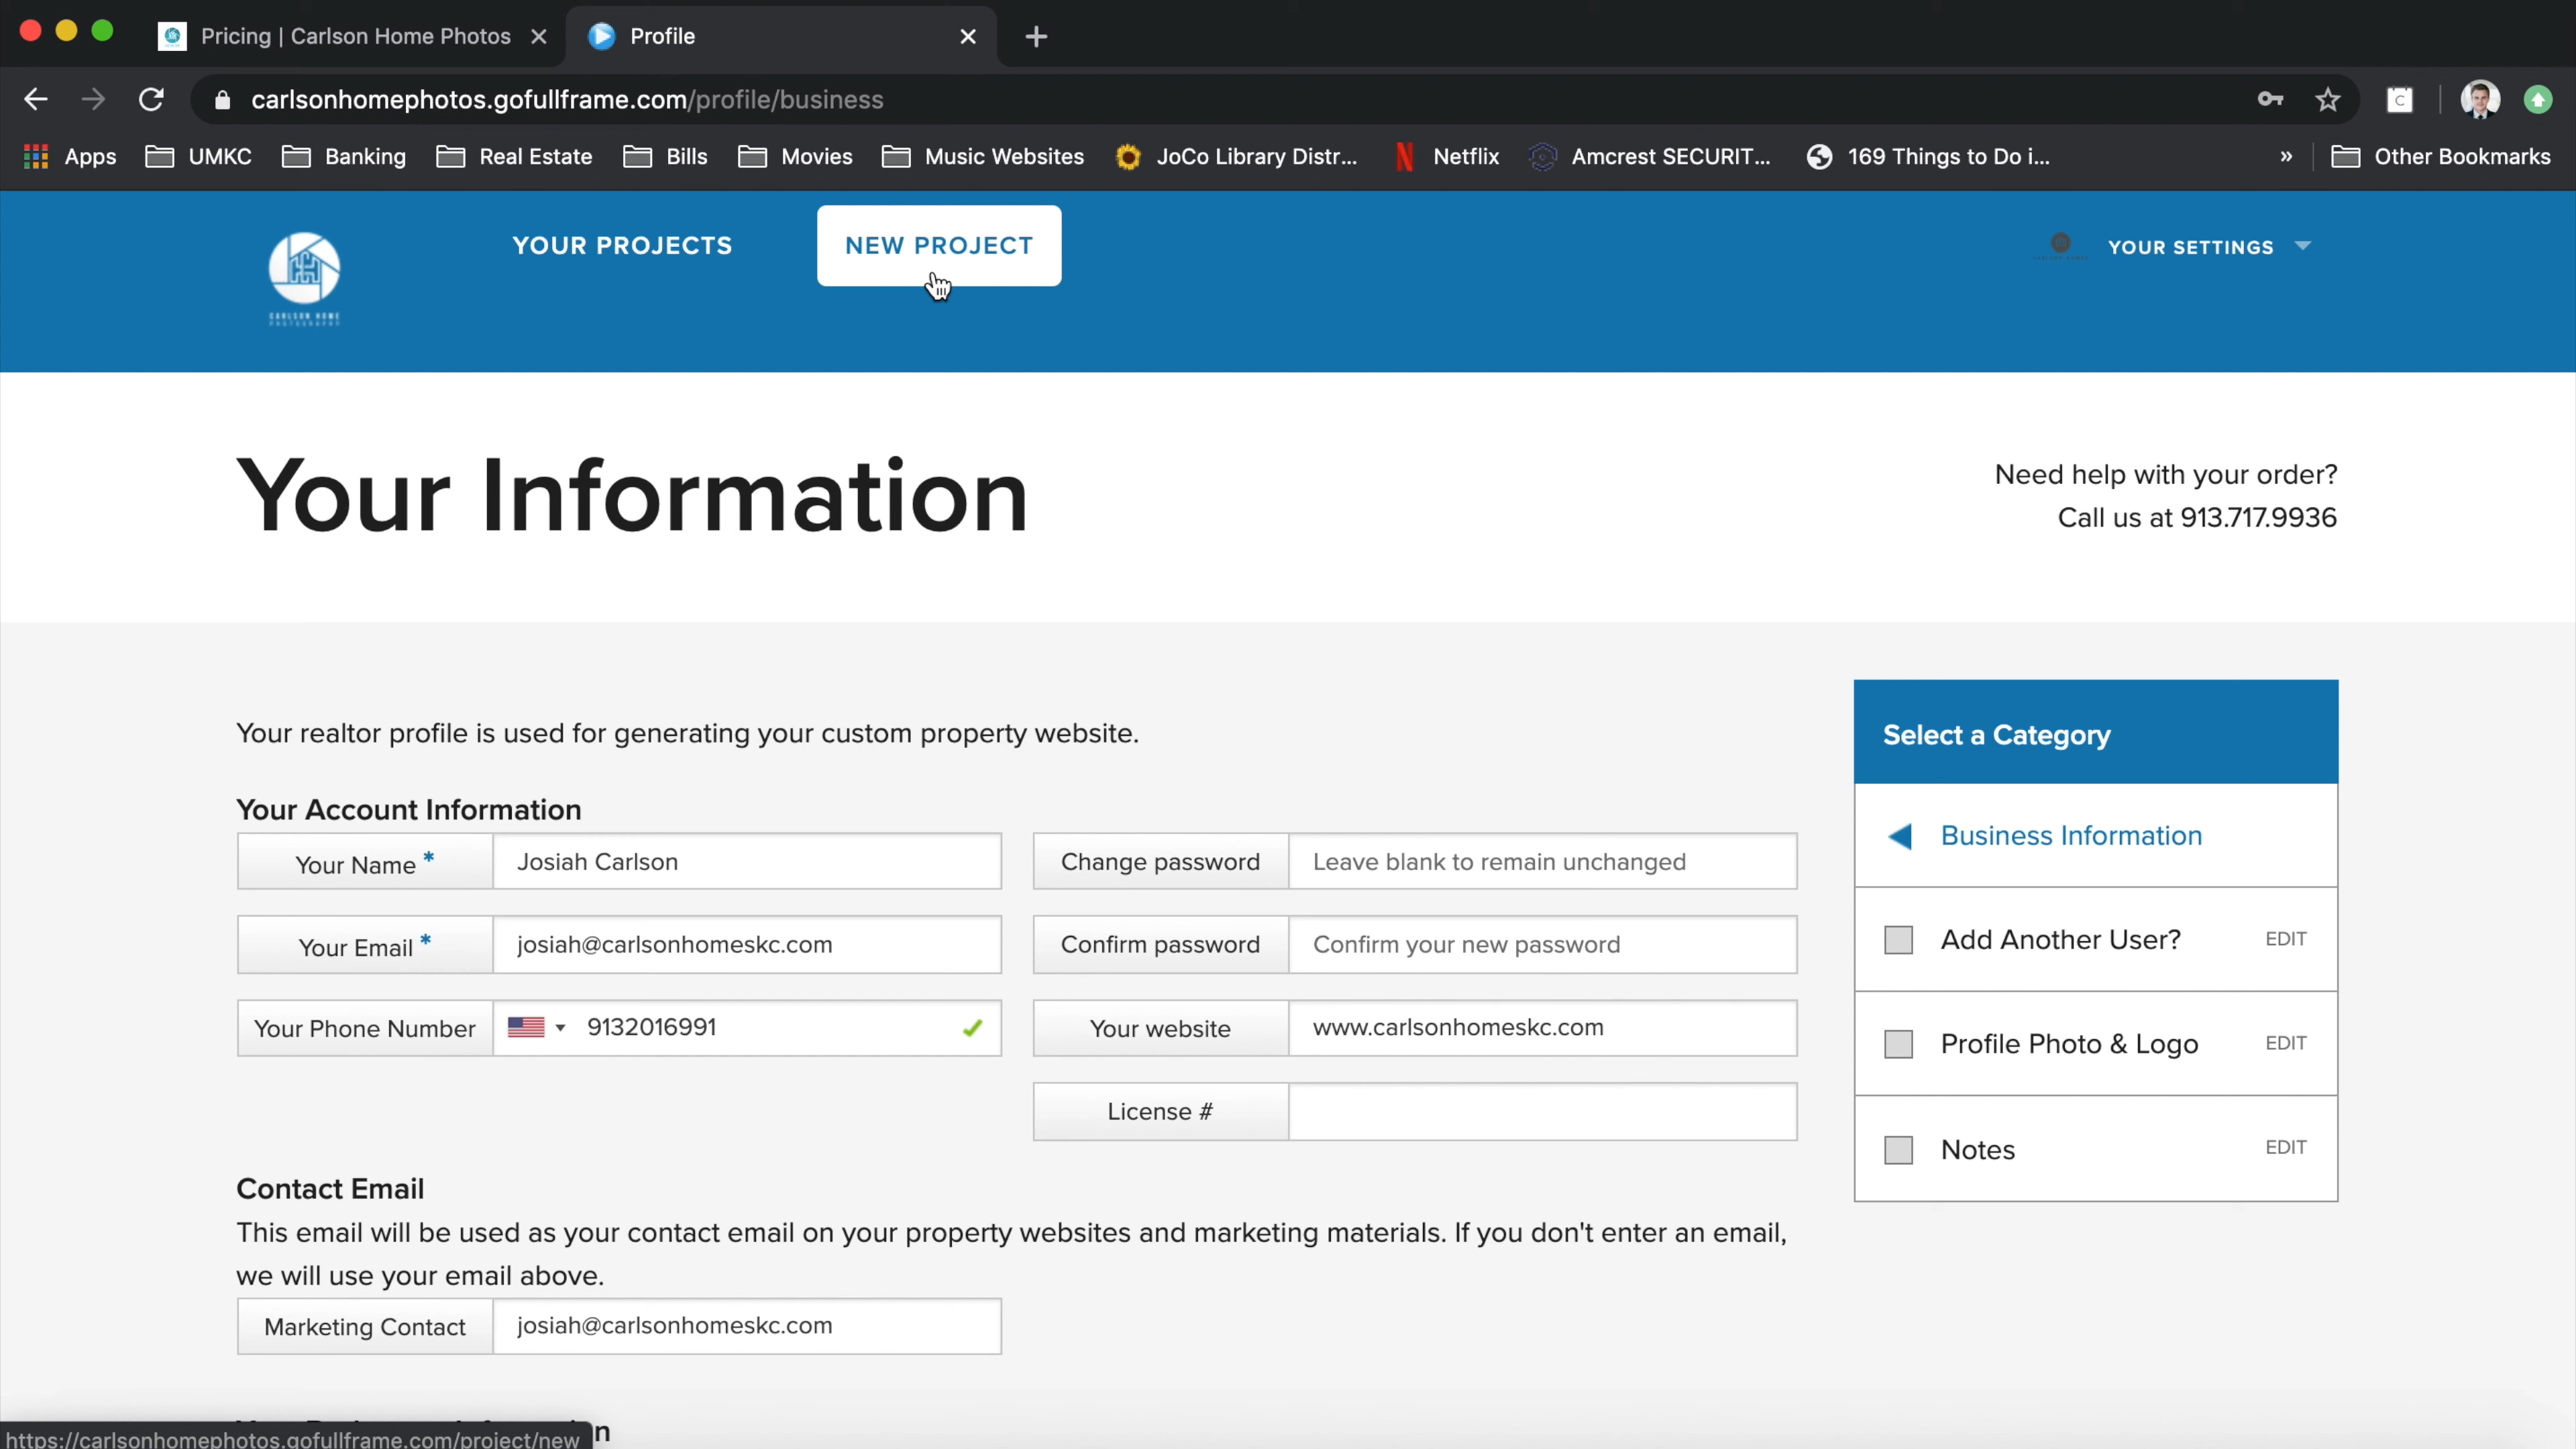 Pricing | Carlson Home Photos
Profile
carlsonhomephotos.gofullframe.com/profile/business
Apps
UMKC
Banking
Real Estate
Bills
Movies
Music Websites
JoCo Library Distr...
Netflix
Amcrest SECURIT...
169 Things to Do i...
»
Other Bookmarks
CARLSON HOME
PHOTOGRAPHY
YOUR PROJECTS
NEW PROJECT
YOUR SETTINGS
Your Information
Need help with your order?
Call us at 913.717.9936
Your realtor profile is used for generating your custom property website.
Your Account Information
Your Name * Josiah Carlson
Change password Leave blank to remain unchanged
Your Email * josiah@carlsonhomeskc.com
Confirm password Confirm your new password
Your Phone Number 9132016991
Your website www.carlsonhomeskc.com
License #
Contact Email
This email will be used as your contact email on your property websites and marketing materials. If you don't enter an email,
we will use your email above.
Marketing Contact josiah@carlsonhomeskc.com
Select a Category
Business Information
Add Another User? EDIT
Profile Photo & Logo EDIT
Notes EDIT
https://carlsonhomephotos.gofullframe.com/project/new